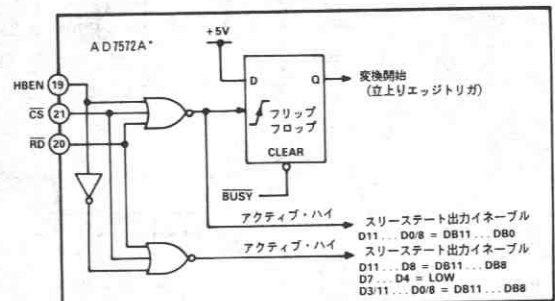 AD7572A*
+5V
HBEN 19
CS 21
RD 20
D Q
変換開始
(立上りエッジトリガ)
フリップ
フロップ
CLEAR
BUSY
アクティブ・ハイ
スリーステート出力イネーブル
D11...D0/8 = DB11...DB0
アクティブ・ハイ
スリーステート出力イネーブル
D11...D8 = DB11...DB8
D7...D4 = LOW
D3/11...D0/8 = DB11...DB8